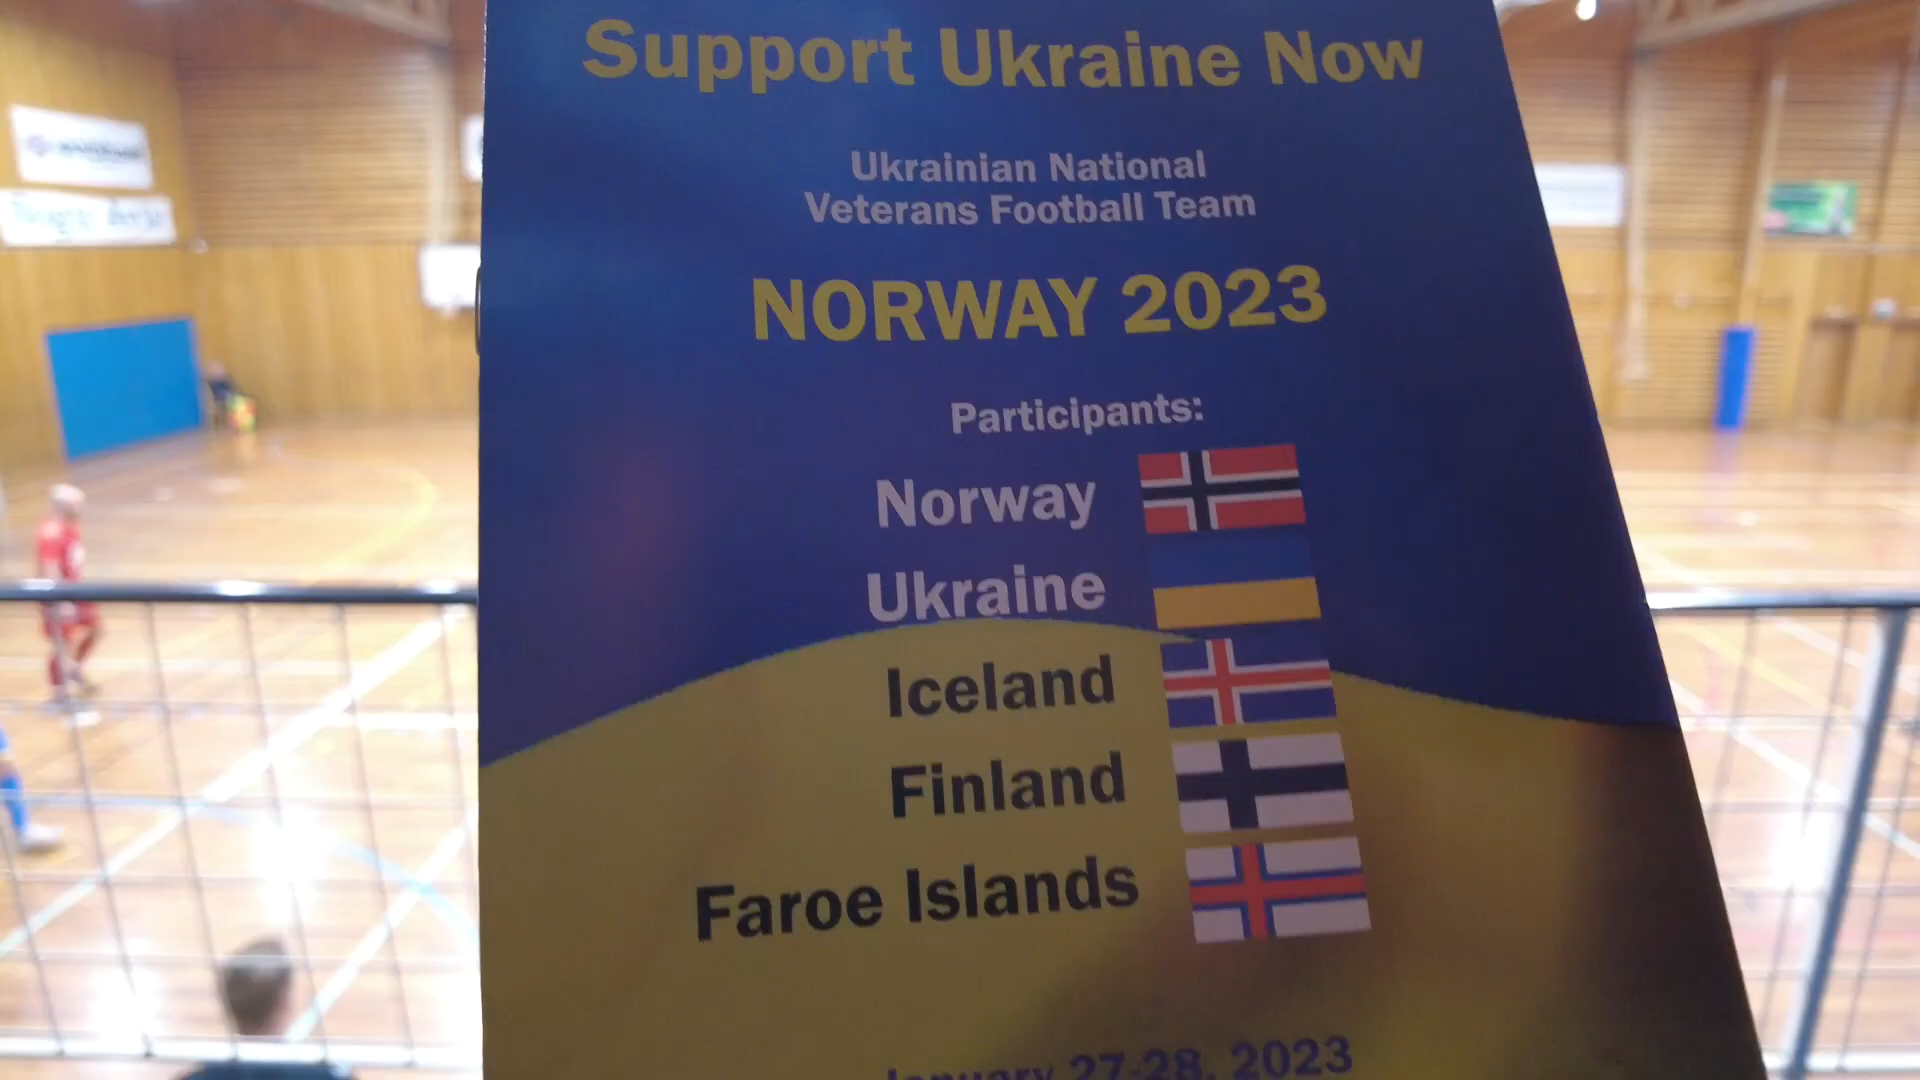 Support Ukraine Now
Ukrainian National
Veterans Football Team
NORWAY 2023
Participants:
Norway
Ukraine
Iceland
Finland
Faroe Islands
January 27-28, 2023